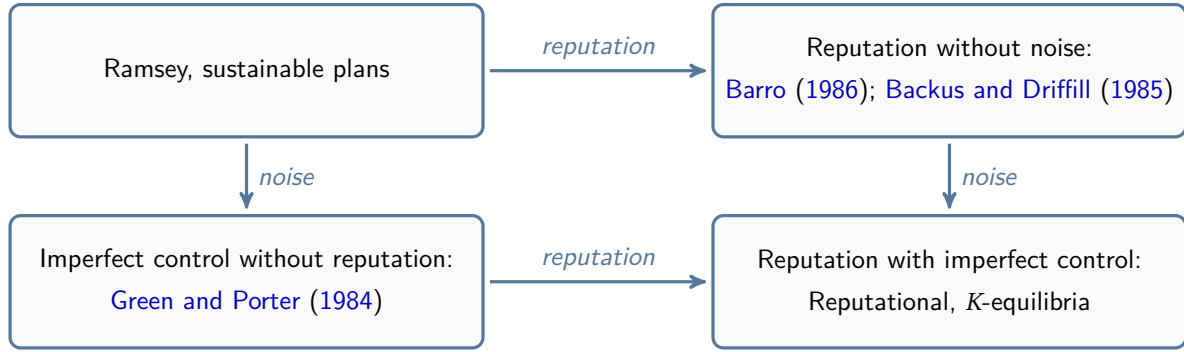 Ramsey, sustainable plans
reputation
Reputation without noise:
Barro (1986); Backus and Driffill (1985)
noise
noise
Imperfect control without reputation:
Green and Porter (1984)
reputation
Reputation with imperfect control:
Reputational, K-equilibria